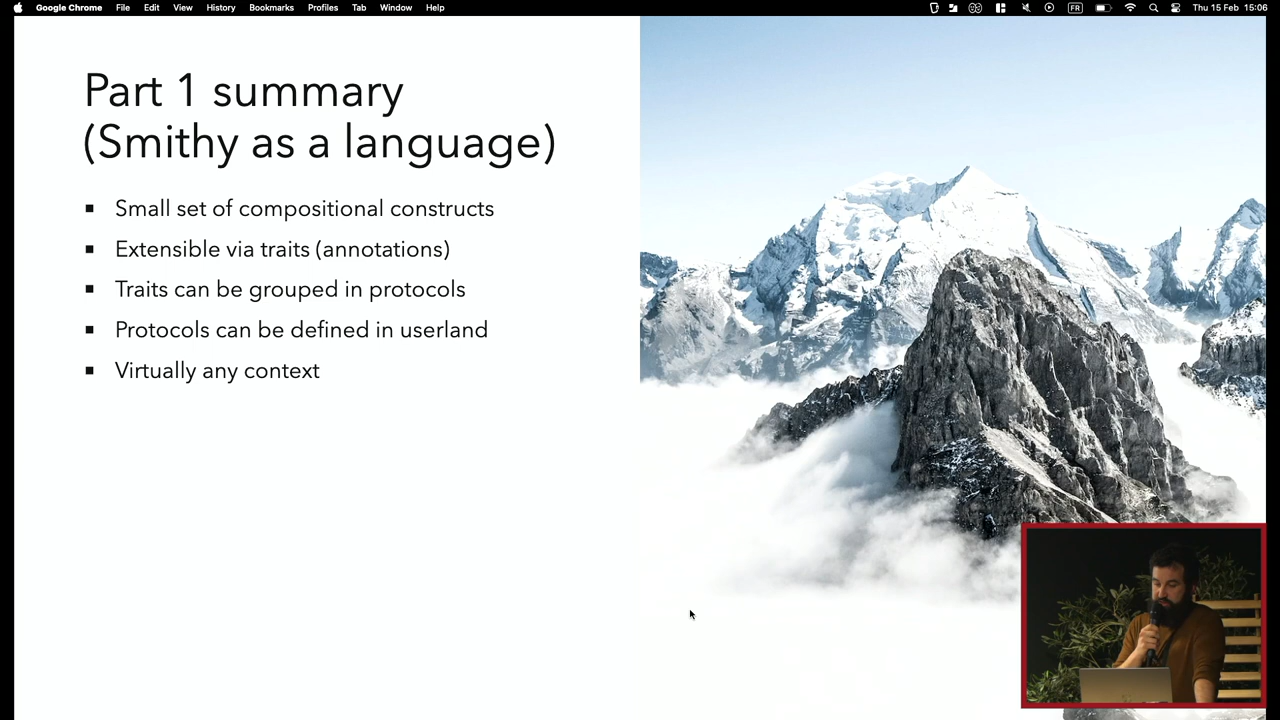 Google Chrome File Edit View History Bookmarks Profiles Tab Window Help FR Thu 15 Feb 15:06
Part 1 summary
(Smithy as a language)
Small set of compositional constructs
Extensible via traits (annotations)
Traits can be grouped in protocols
Protocols can be defined in userland
Virtually any context